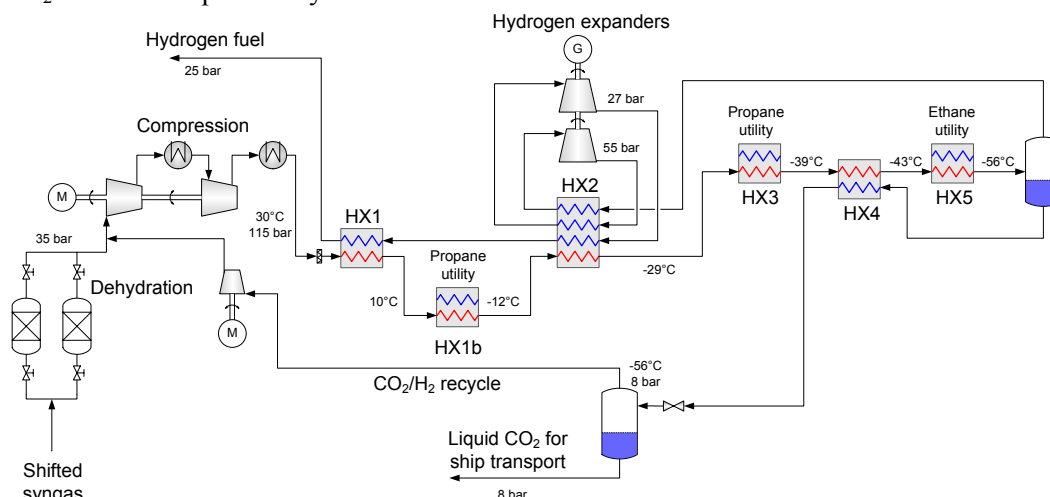 Hydrogen fuel
25 bar
Hydrogen expanders
G
27 bar
55 bar
Compression
M
30°C
115 bar
HX1
HX2
Propane
utility
-39°C
HX3
HX4
-43°C
Ethane
utility
-56°C
HX5
35 bar
Dehydration
M
10°C
Propane
utility
-12°C
HX1b
-29°C
CO₂/H₂ recycle
-56°C
8 bar
Liquid CO₂ for
ship transport
8 bar
Shifted
syngas